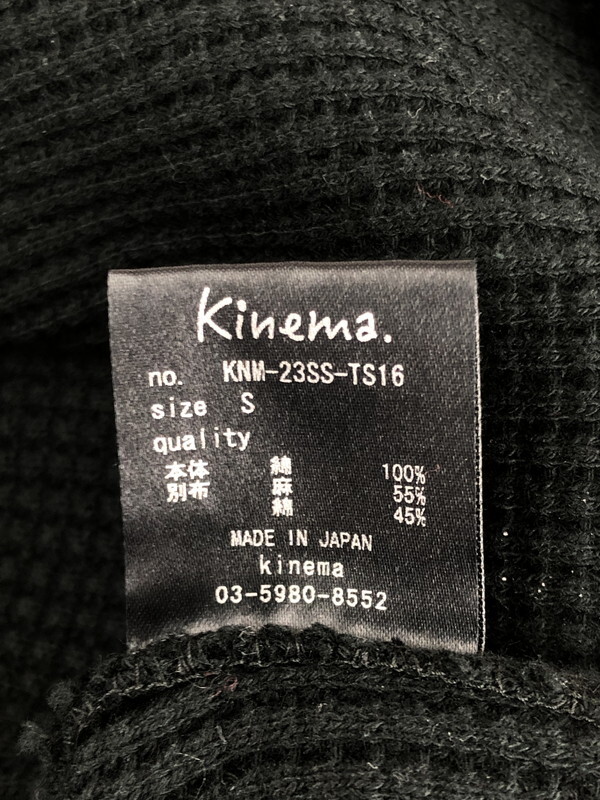 Kinema.
no. KNM-23SS-TS16
size S
quality
本体 綿 100%
別布 麻 55%
綿 45%
MADE IN JAPAN
kinema
03-5980-8552